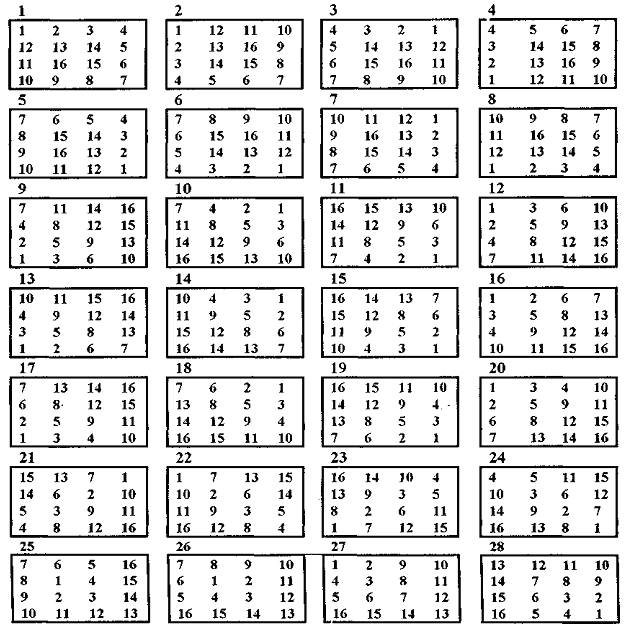 1
1 2 3 4
12 13 14 5
11 16 15 6
10 9 8 7
2
1 12 11 10
2 13 16 9
3 14 15 8
4 5 6 7
3
4 3 2 1
5 14 13 12
6 15 16 11
7 8 9 10
4
4 5 6 7
3 14 15 8
2 13 16 9
1 12 11 10
5
7 6 5 4
8 15 14 3
9 16 13 2
10 11 12 1
6
7 8 9 10
6 15 16 11
5 14 13 12
4 3 2 1
7
10 11 12 1
9 16 13 2
8 15 14 3
7 6 5 4
8
10 9 8 7
11 16 15 6
12 13 14 5
1 2 3 4
9
7 11 14 16
4 8 12 15
2 5 9 13
1 3 6 10
10
7 4 2 1
11 8 5 3
14 12 9 6
16 15 13 10
11
16 15 13 10
14 12 9 6
11 8 5 3
7 4 2 1
12
1 3 6 10
2 5 9 13
4 8 12 15
7 11 14 16
13
10 11 15 16
4 9 12 14
3 5 8 13
1 2 6 7
14
10 4 3 1
11 9 5 2
15 12 8 6
16 14 13 7
15
16 14 13 7
15 12 8 6
11 9 5 2
10 4 3 1
16
1 2 6 7
3 5 8 13
4 9 12 14
10 11 15 16
17
7 13 14 16
6 8 12 15
2 5 9 11
1 3 4 10
18
7 6 2 1
13 8 5 3
14 12 9 4
16 15 11 10
19
16 15 11 10
14 12 9 4
13 8 5 3
7 6 2 1
20
1 3 4 10
2 5 9 11
6 8 12 15
7 13 14 16
21
15 13 7 1
14 6 2 10
5 3 9 11
4 8 12 16
22
1 7 13 15
10 2 6 14
11 9 3 5
16 12 8 4
23
16 14 10 4
13 9 3 5
8 2 6 11
1 7 12 15
24
4 5 11 15
10 3 6 12
14 9 2 7
16 13 8 1
25
7 6 5 16
8 1 4 15
9 2 3 14
10 11 12 13
26
7 8 9 10
6 1 2 11
5 4 3 12
16 15 14 13
27
1 2 9 10
4 3 8 11
5 6 7 12
16 15 14 13
28
13 12 11 10
14 7 8 9
15 6 3 2
16 5 4 1